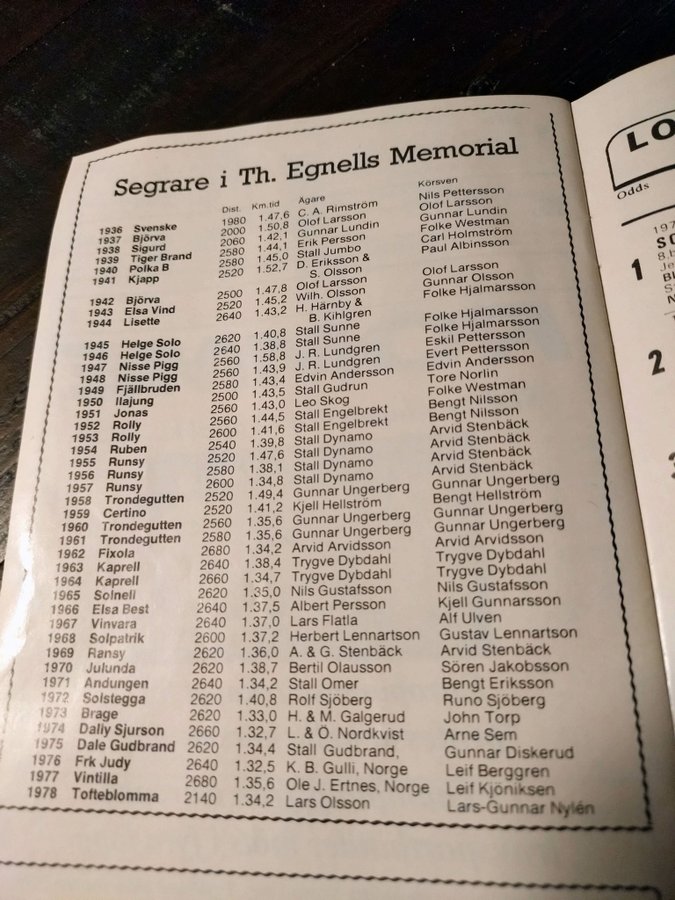 Segrare i Th. Egnells Memorial
Dist. Km.tid Ägare Körsven
1936 Svenske 1980 1.47,6 C. A. Rimström Nils Pettersson
1937 Björva 2000 1.50,8 Olof Larsson Olof Larsson
1938 Sigurd 2060 1.42,1 Gunnar Lundin Gunnar Lundin
1939 Tiger Brand 2580 1.44,1 Erik Persson Folke Westman
1940 Polka B 2580 1.45,0 Stall Jumbo Carl Holmström
1941 Kjapp 2520 1.52,7 D. Eriksson & Paul Albinsson
S. Olsson
1942 Björva 2500 1.47,8 Olof Larsson Olof Larsson
1943 Elsa Vind 2520 1.45,2 Wilh. Olsson Gunnar Olsson
1944 Lisette 2640 1.43,2 H. Härnby & Folke Hjalmarsson
B. Kihlgren
1945 Helge Solo 2620 1.40,8 Stall Sunne Folke Hjalmarsson
1946 Helge Solo 2640 1.38,8 Stall Sunne Folke Hjalmarsson
1947 Nisse Pigg 2560 1.58,8 J. R. Lundgren Eskil Pettersson
1948 Nisse Pigg 2560 1.43,9 J. R. Lundgren Evert Pettersson
1949 Fjällbruden 2580 1.43,4 Edvin Andersson Edvin Andersson
1950 Ilajung 2500 1.43,5 Stall Gudrun Tore Norlin
1951 Jonas 2560 1.43,0 Leo Skog Folke Westman
1952 Rolly 2560 1.44,5 Stall Engelbrekt Bengt Nilsson
1953 Rolly 2600 1.41,6 Stall Engelbrekt Bengt Nilsson
1954 Ruben 2540 1.39,8 Stall Dynamo Arvid Stenbäck
1955 Runsy 2520 1.47,6 Stall Dynamo Arvid Stenbäck
1956 Runsy 2580 1.38,1 Stall Dynamo Arvid Stenbäck
1957 Runsy 2600 1.34,8 Stall Dynamo Arvid Stenbäck
1958 Trondegutten 2520 1.49,4 Gunnar Ungerberg Gunnar Ungerberg
1959 Certino 2520 1.41,2 Kjell Hellström Bengt Hellström
1960 Trondegutten 2560 1.35,6 Gunnar Ungerberg Gunnar Ungerberg
1961 Trondegutten 2580 1.35,6 Gunnar Ungerberg Gunnar Ungerberg
1962 Fixola 2680 1.34,2 Arvid Arvidsson Arvid Arvidsson
1963 Kaprell 2640 1.38,4 Trygve Dybdahl Trygve Dybdahl
1964 Kaprell 2660 1.34,7 Trygve Dybdahl Trygve Dybdahl
1965 Solneli 2620 1.35,0 Nils Gustafsson Nils Gustafsson
1966 Elsa Best 2640 1.37,5 Albert Persson Kjell Gunnarsson
1967 Vinvara 2640 1.37,0 Lars Flatla Alf Ulven
1968 Solpatrik 2600 1.37,2 Herbert Lennartson Gustav Lennartson
1969 Ransy 2620 1.36,0 A. & G. Stenbäck Arvid Stenbäck
1970 Julunda 2620 1.38,7 Bertil Olausson Sören Jakobsson
1971 Andungen 2640 1.34,2 Stall Omer Bengt Eriksson
1972 Solstegga 2620 1.40,8 Rolf Sjöberg Runo Sjöberg
1973 Brage 2620 1.33,0 H. & M. Galgerud John Torp
1974 Dally Sjurson 2660 1.32,7 L. & Ö. Nordkvist Arne Sem
1975 Dale Gudbrand 2620 1.34,4 Stall Gudbrand, Gunnar Diskerud
1976 Frk Judy 2640 1.32,5 K. B. Gulli, Norge Leif Berggren
1977 Vintilla 2680 1.35,6 Ole J. Ertnes, Norge Leif Kjöniksen
1978 Tofteblomma 2140 1.34,2 Lars Olsson Lars-Gunnar Nylén
LO
Odds
1
2